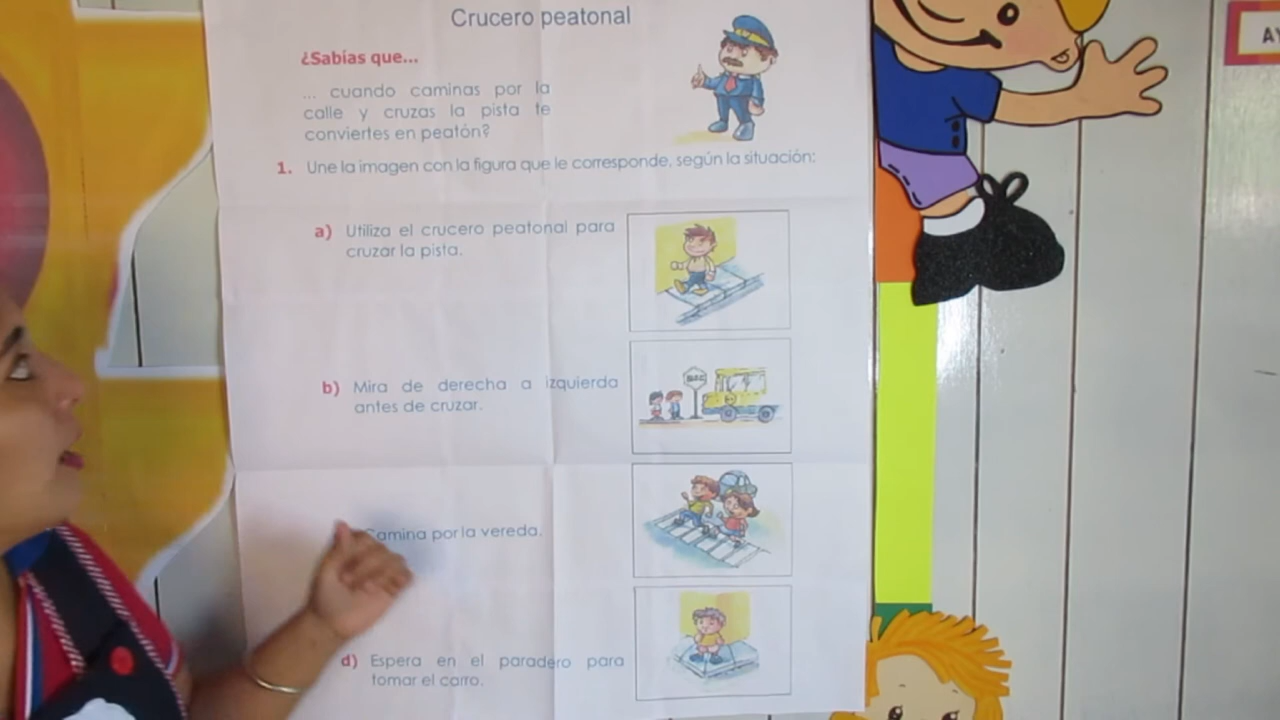 Crucero peatonal
¿Sabías que...
... cuando caminas por la
calle y cruzas la pista te
conviertes en peatón?
1. Une la imagen con la figura que le corresponde, según la situación:
a) Utiliza el crucero peatonal para
cruzar la pista.
b) Mira de derecha a izquierda
antes de cruzar.
Camina por la vereda.
d) Espera en el paradero para
tomar el carro.